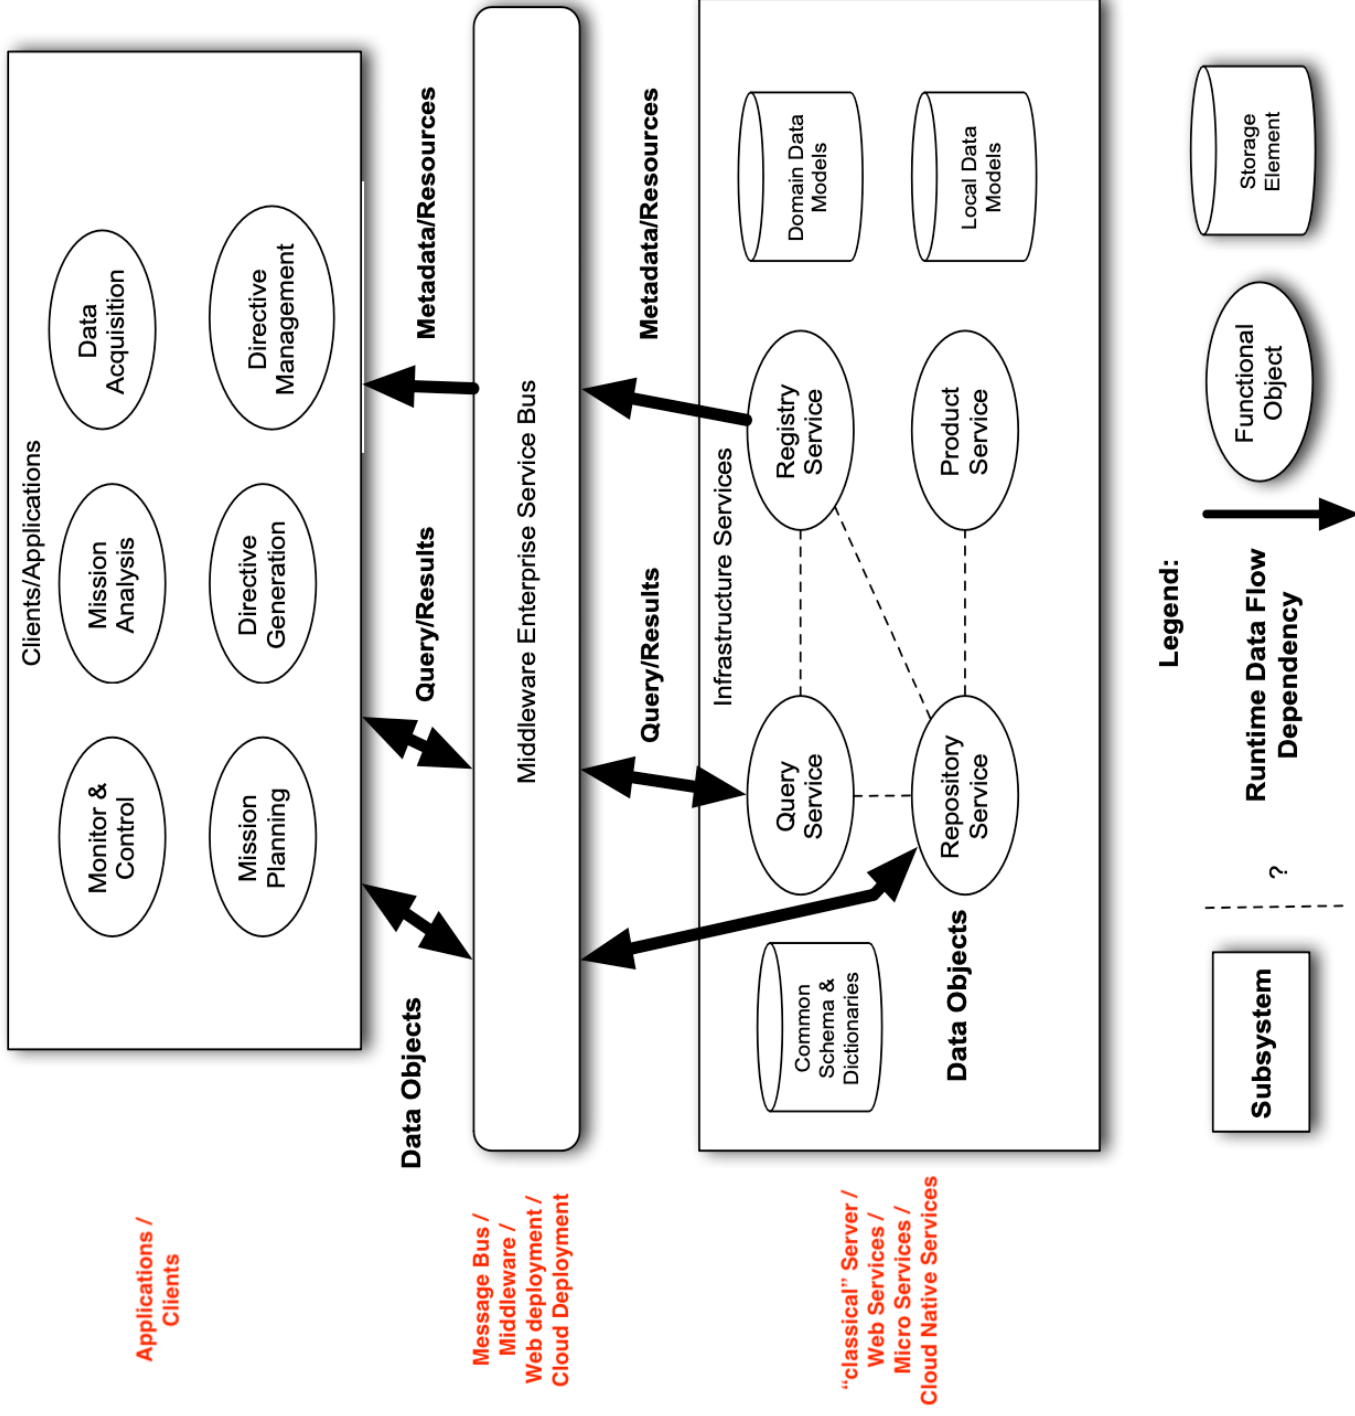 Applications /
Clients
Clients/Applications
Monitor &
Control
Mission
Analysis
Data
Acquisition
Mission
Planning
Directive
Generation
Directive
Management
Data Objects
Query/Results
Metadata/Resources
Message Bus /
Middleware /
Web deployment /
Cloud Deployment
Middleware Enterprise Service Bus
Query/Results
Metadata/Resources
“classical” Server /
Web Services /
Micro Services /
Cloud Native Services
Infrastructure Services
Common
Schema &
Dictionaries
Query
Service
Registry
Service
Domain Data
Models
Data Objects
Repository
Service
Product
Service
Local Data
Models
Legend:
Subsystem
?
Runtime Data Flow
Dependency
Functional
Object
Storage
Element